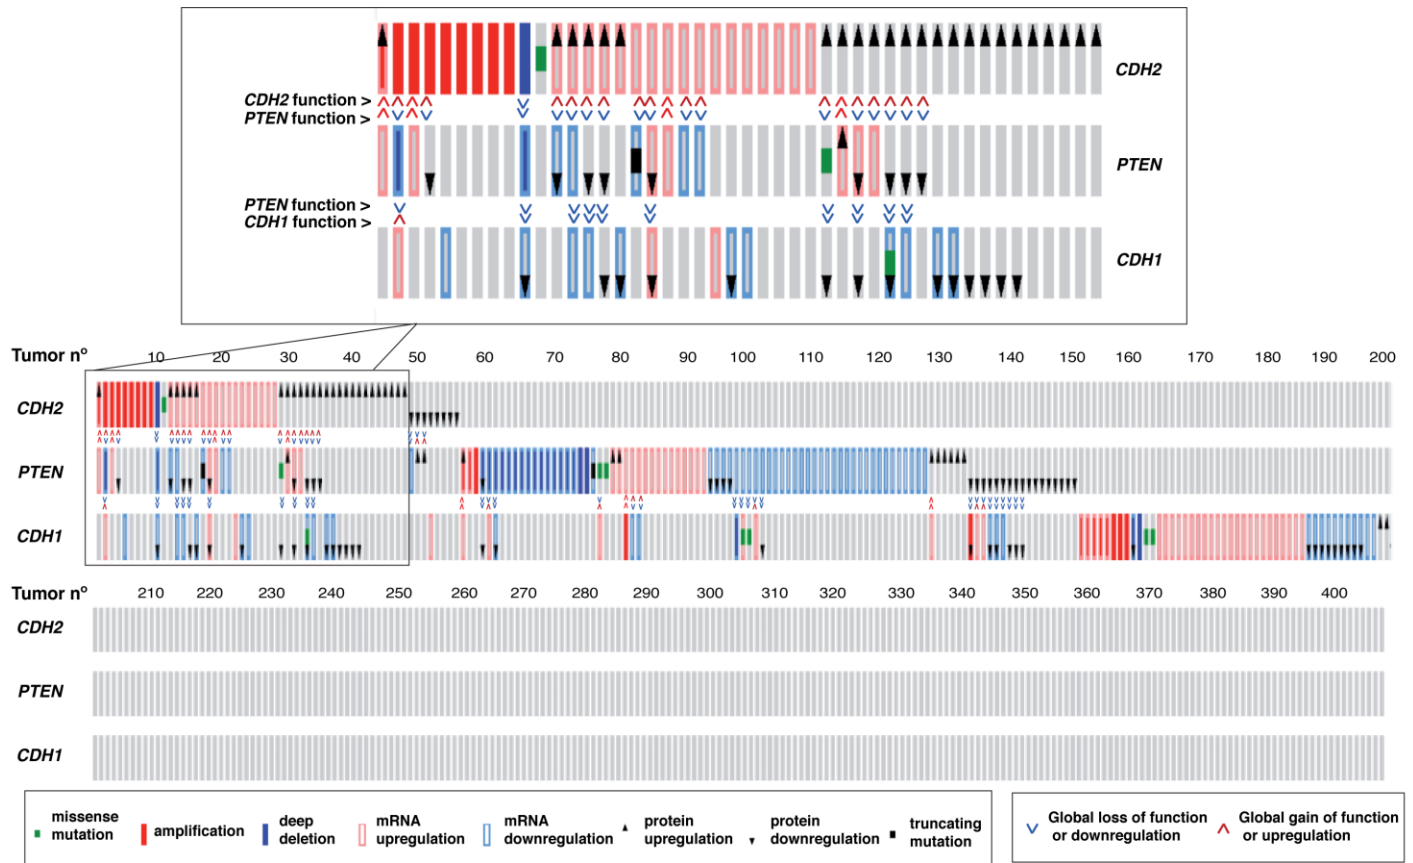 CDH2
CDH2 function >
PTEN function >
PTEN
PTEN function >
CDH1 function >
CDH1
Tumor nº 10 20 30 40 50 60 70 80 90 100 110 120 130 140 150 160 170 180 190 200
CDH2
PTEN
CDH1
Tumor nº 210 220 230 240 250 260 270 280 290 300 310 320 330 340 350 360 370 380 390 400
CDH2
PTEN
CDH1
missense mutation
amplification
deep deletion
mRNA upregulation
mRNA downregulation
protein upregulation
protein downregulation
truncating mutation
Global loss of function or downregulation
Global gain of function or upregulation